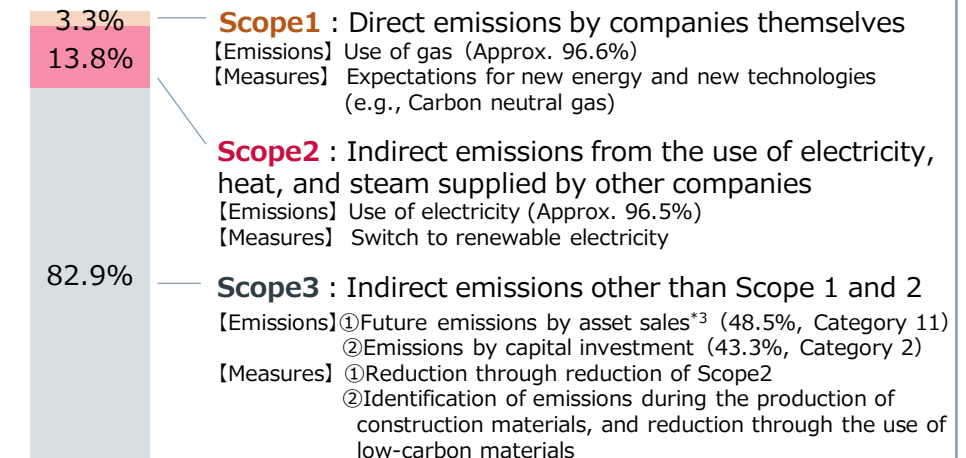 3.3%
13.8%
82.9%
Scope1 : Direct emissions by companies themselves
【Emissions】Use of gas（Approx. 96.6%）
【Measures】 Expectations for new energy and new technologies
(e.g., Carbon neutral gas)
Scope2 : Indirect emissions from the use of electricity,
heat, and steam supplied by other companies
【Emissions】Use of electricity (Approx. 96.5%)
【Measures】 Switch to renewable electricity
Scope3 : Indirect emissions other than Scope 1 and 2
【Emissions】①Future emissions by asset sales*3（48.5%, Category 11）
②Emissions by capital investment（43.3%, Category 2）
【Measures】①Reduction through reduction of Scope2
②Identification of emissions during the production of
construction materials, and reduction through the use of
low-carbon materials